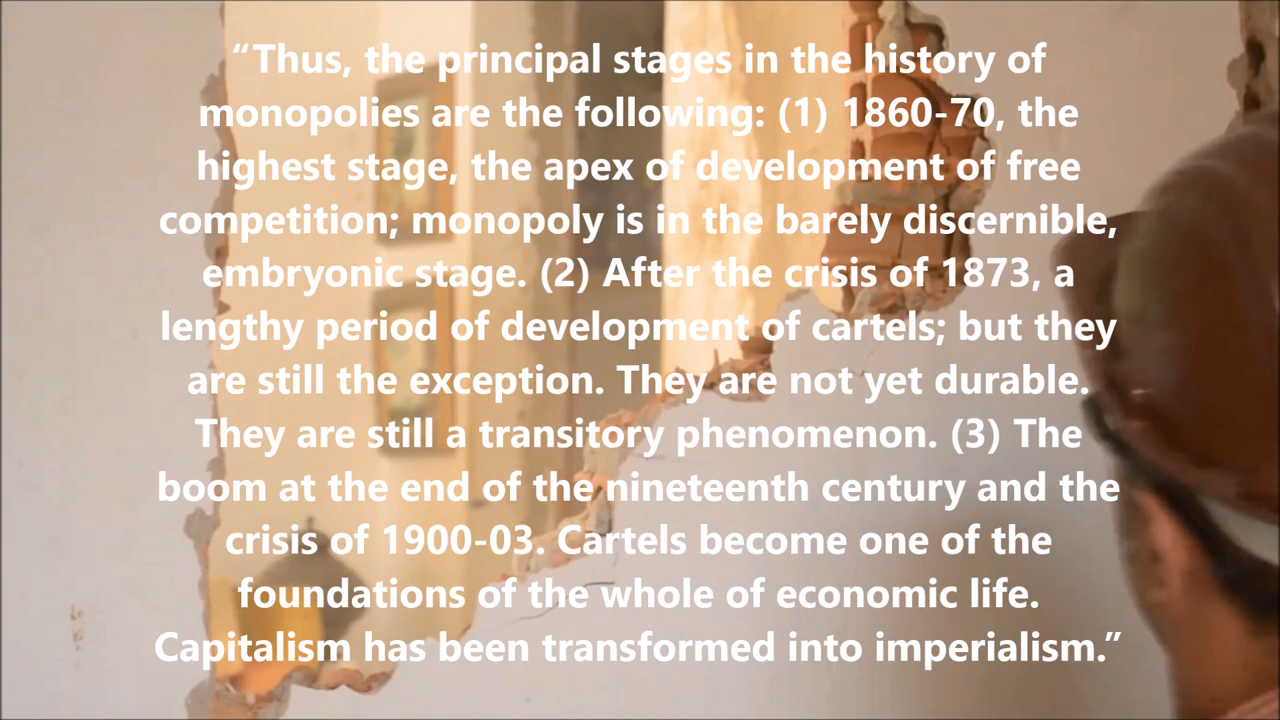 “Thus, the principal stages in the history of
monopolies are the following: (1) 1860-70, the
highest stage, the apex of development of free
competition; monopoly is in the barely discernible,
embryonic stage. (2) After the crisis of 1873, a
lengthy period of development of cartels; but they
are still the exception. They are not yet durable.
They are still a transitory phenomenon. (3) The
boom at the end of the nineteenth century and the
crisis of 1900-03. Cartels become one of the
foundations of the whole of economic life.
Capitalism has been transformed into imperialism.”